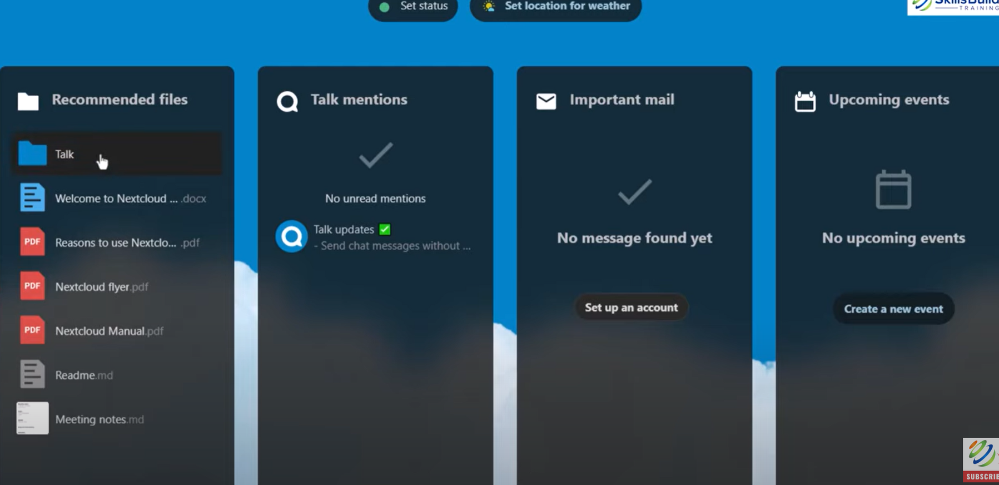 Set status
Set location for weather
TRAINING
Recommended files
Talk
Welcome to Nextcloud ... .docx
PDF
Reasons to use Nextclo... .pdf
PDF
Nextcloud flyer.pdf
PDF
Nextcloud Manual.pdf
Readme.md
Meeting notes.md
Talk mentions
No unread mentions
Talk updates ✅
- Send chat messages without ...
Important mail
No message found yet
Set up an account
Upcoming events
No upcoming events
Create a new event